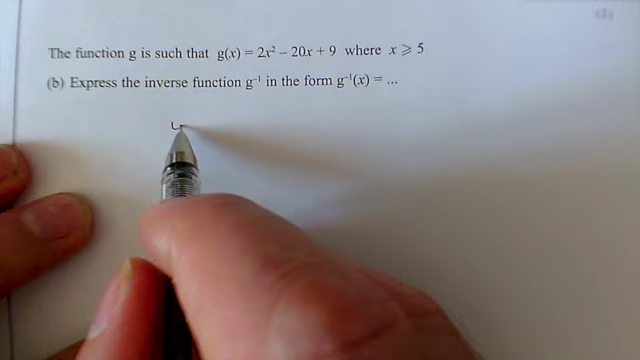 The function g is such that g(x) = 2x² – 20x + 9 where x ⩾ 5
(b) Express the inverse function g⁻¹ in the form g⁻¹(x) = ...